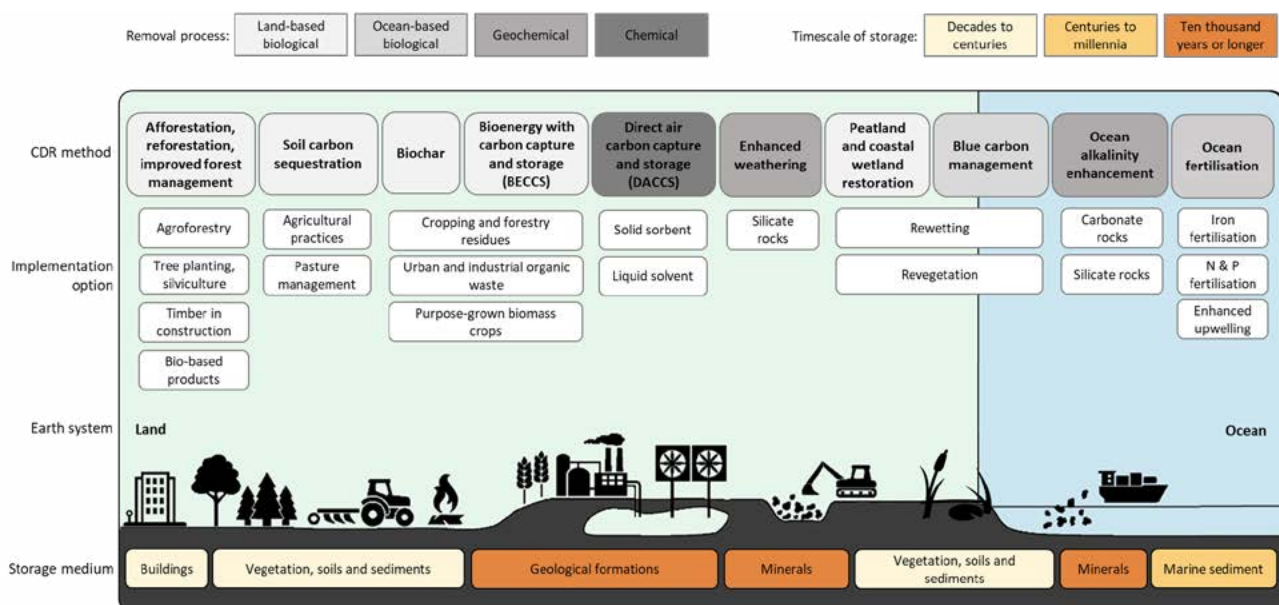 Removal process:
Land-based
biological
Ocean-based
biological
Geochemical
Chemical
Timescale of storage:
Decades to
centuries
Centuries to
millennia
Ten thousand
years or longer
CDR method
Afforestation,
reforestation,
improved forest
management
Soil carbon
sequestration
Biochar
Bioenergy with
carbon capture
and storage
(BECCS)
Direct air
carbon capture
and storage
(DACCS)
Enhanced
weathering
Peatland
and coastal
wetland
restoration
Blue carbon
management
Ocean
alkalinity
enhancement
Ocean
fertilisation
Implementation
option
Agroforestry
Tree planting,
silviculture
Timber in
construction
Bio-based
products
Agricultural
practices
Pasture
management
Cropping and forestry
residues
Urban and industrial organic
waste
Purpose-grown biomass
crops
Solid sorbent
Liquid solvent
Silicate
rocks
Rewetting
Revegetation
Carbonate
rocks
Silicate rocks
Iron
fertilisation
N & P
fertilisation
Enhanced
upwelling
Earth system
Land
Ocean
Storage medium
Buildings
Vegetation, soils and sediments
Geological formations
Minerals
Vegetation, soils and
sediments
Minerals
Marine sediment